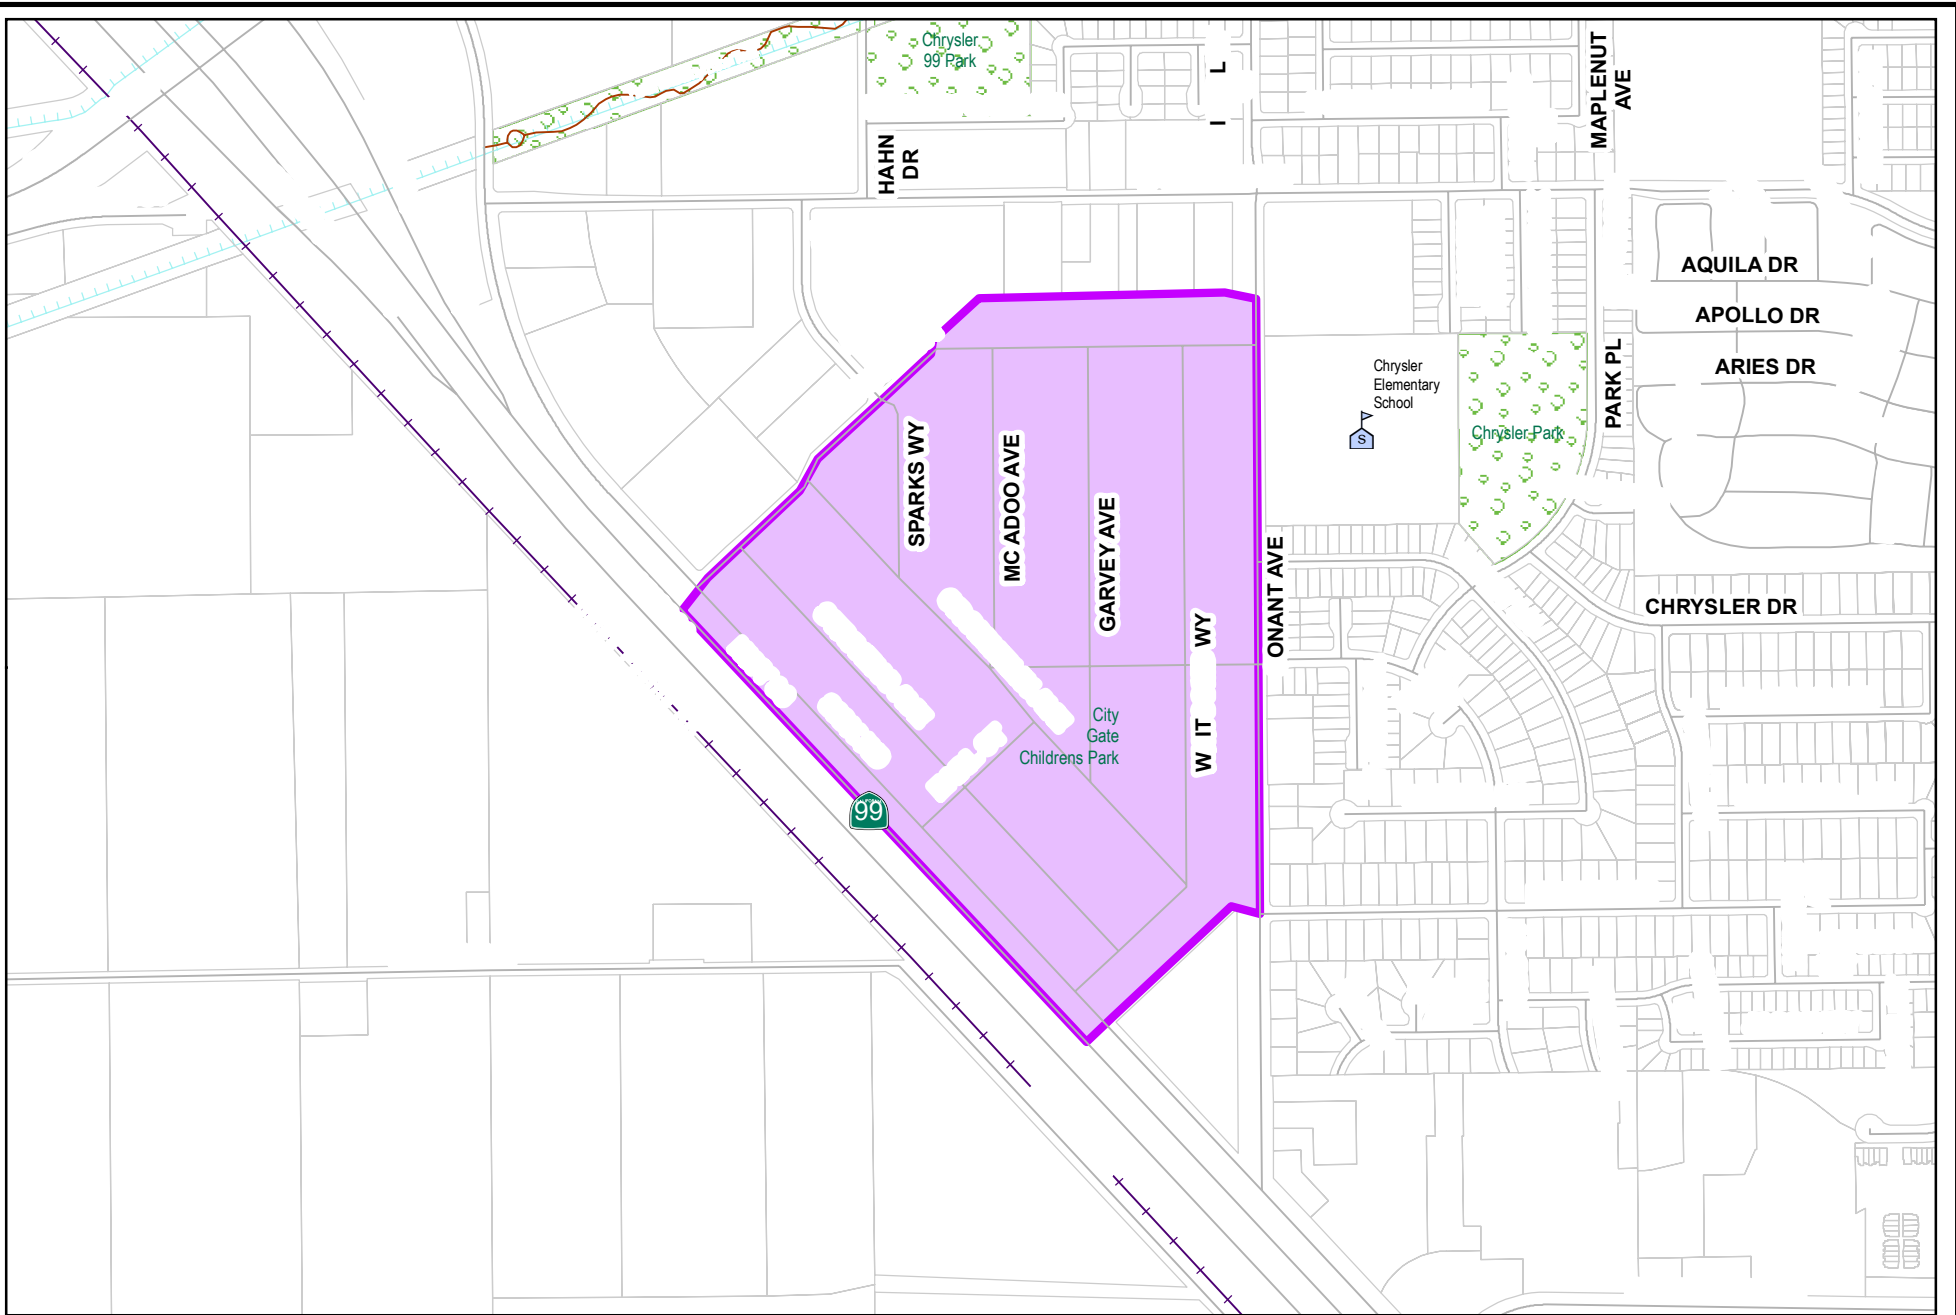 Chrysler
99 Park
MAPLENUT
AVE
HAHN
DR
AQUILA DR
APOLLO DR
ARIES DR
PARK PL
Chrysler
Elementary
School
S
Chrysler Park
SPARKS WY
MC ADOO AVE
GARVEY AVE
ONANT AVE
CHRYSLER DR
WY
City
Gate
Childrens Park
99